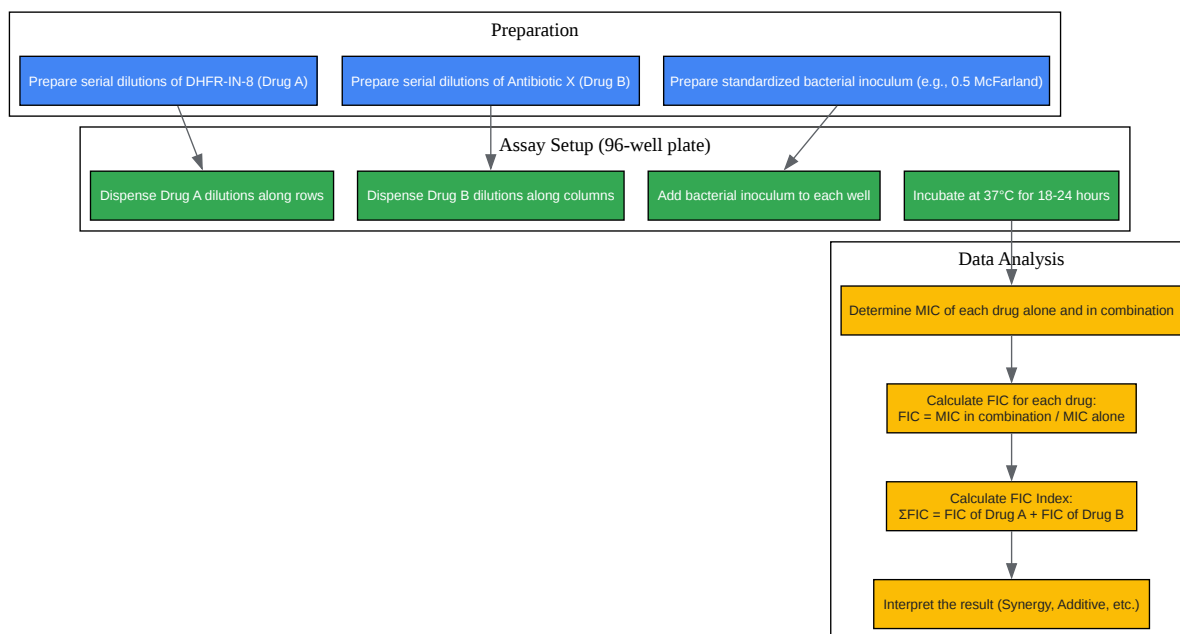 Preparation
Prepare serial dilutions of DHFR-IN-8 (Drug A)
Prepare serial dilutions of Antibiotic X (Drug B)
Prepare standardized bacterial inoculum (e.g., 0.5 McFarland)
Assay Setup (96-well plate)
Dispense Drug A dilutions along rows
Dispense Drug B dilutions along columns
Add bacterial inoculum to each well
Incubate at 37°C for 18-24 hours
Data Analysis
Determine MIC of each drug alone and in combination
Calculate FIC for each drug:
FIC = MIC in combination / MIC alone
Calculate FIC Index:
ΣFIC = FIC of Drug A + FIC of Drug B
Interpret the result (Synergy, Additive, etc.)